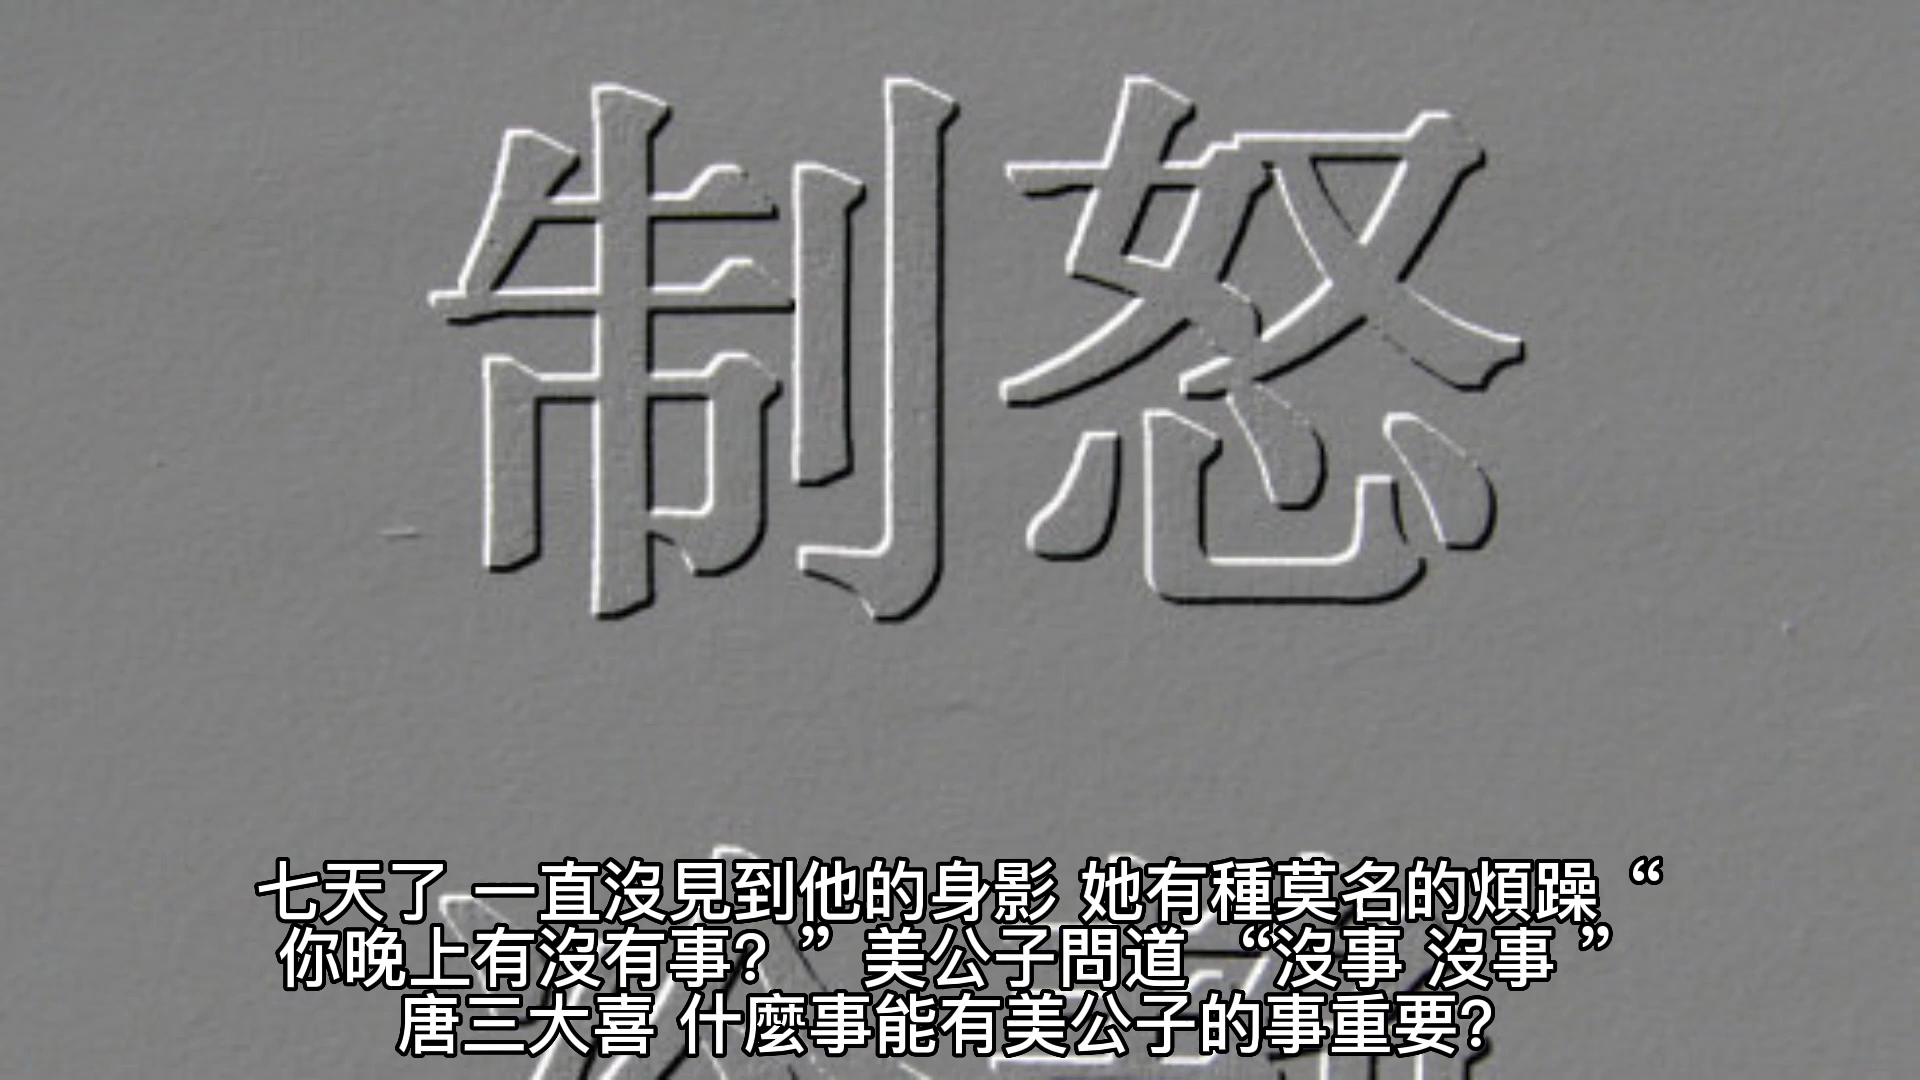 制怒
七天了 一直沒見到他的身影 她有種莫名的煩躁“
你晚上有沒有事？”美公子問道 “沒事 沒事 ”
唐三大喜 什麼事能有美公子的事重要？